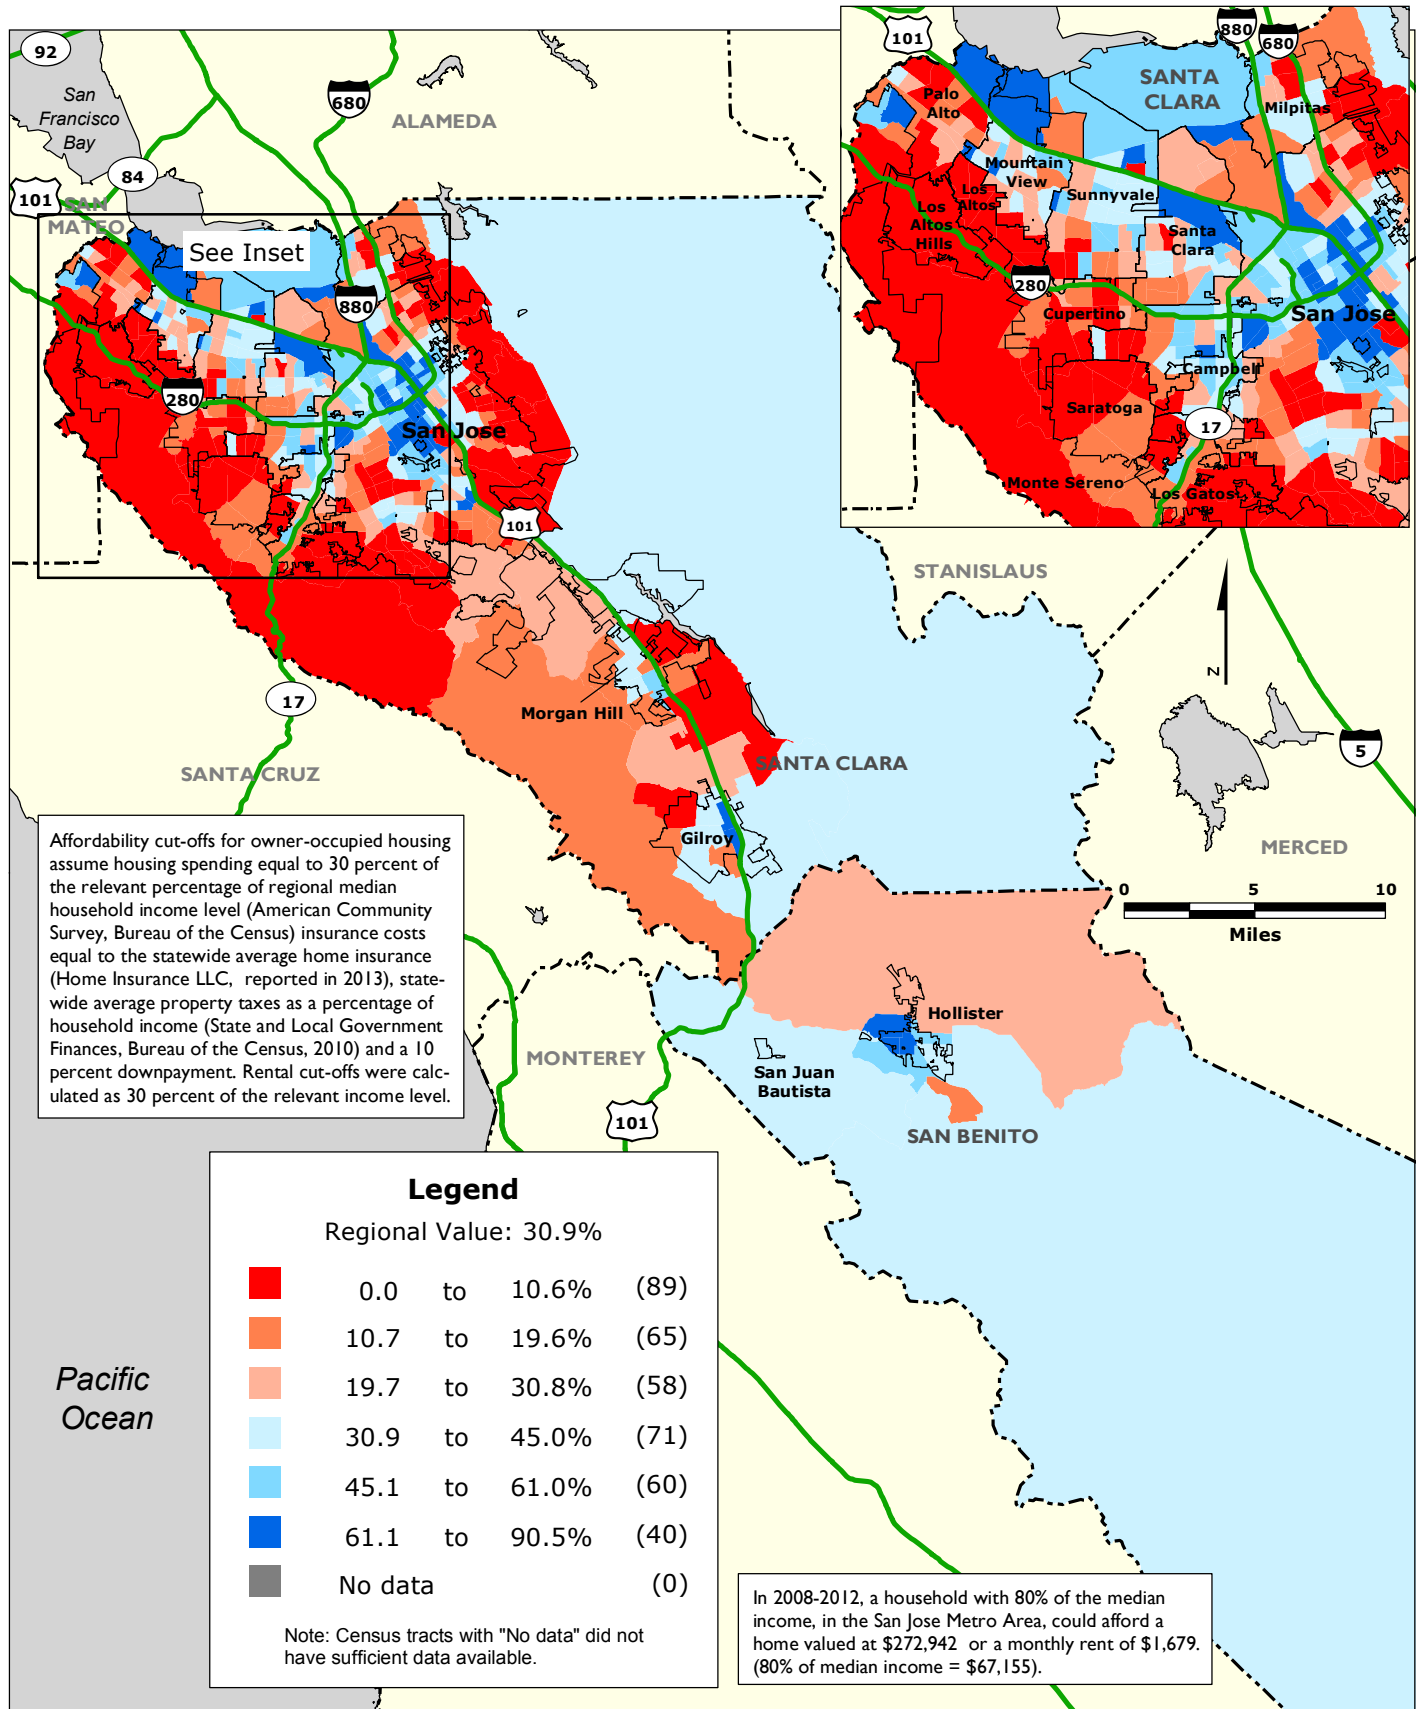 92
San
Francisco
Bay
680
ALAMEDA
84
101
SAN
MATEO
See Inset
880
280
San Jose
101
17
Morgan Hill
SANTA CRUZ
SANTA CLARA
Gilroy
101
880
680
SANTA
CLARA
Palo
Alto
Milpitas
Mountain
View
Los
Altos
Sunnyvale
Los
Altos
Hills
Santa
Clara
280
Cupertino
San Jose
Campbell
Saratoga
17
Monte Sereno
Los Gatos
STANISLAUS
N
5
MERCED
0 5 10
Miles
Affordability cut-offs for owner-occupied housing
assume housing spending equal to 30 percent of
the relevant percentage of regional median
household income level (American Community
Survey, Bureau of the Census) insurance costs
equal to the statewide average home insurance
(Home Insurance LLC, reported in 2013), state-
wide average property taxes as a percentage of
household income (State and Local Government
Finances, Bureau of the Census, 2010) and a 10
percent downpayment. Rental cut-offs were calc-
ulated as 30 percent of the relevant income level.
Hollister
MONTEREY
San Juan
Bautista
101
SAN BENITO
Pacific
Ocean
Legend
Regional Value: 30.9%
0.0 to 10.6% (89)
10.7 to 19.6% (65)
19.7 to 30.8% (58)
30.9 to 45.0% (71)
45.1 to 61.0% (60)
61.1 to 90.5% (40)
No data (0)
Note: Census tracts with "No data" did not
have sufficient data available.
In 2008-2012, a household with 80% of the median
income, in the San Jose Metro Area, could afford a
home valued at $272,942 or a monthly rent of $1,679.
(80% of median income = $67,155).